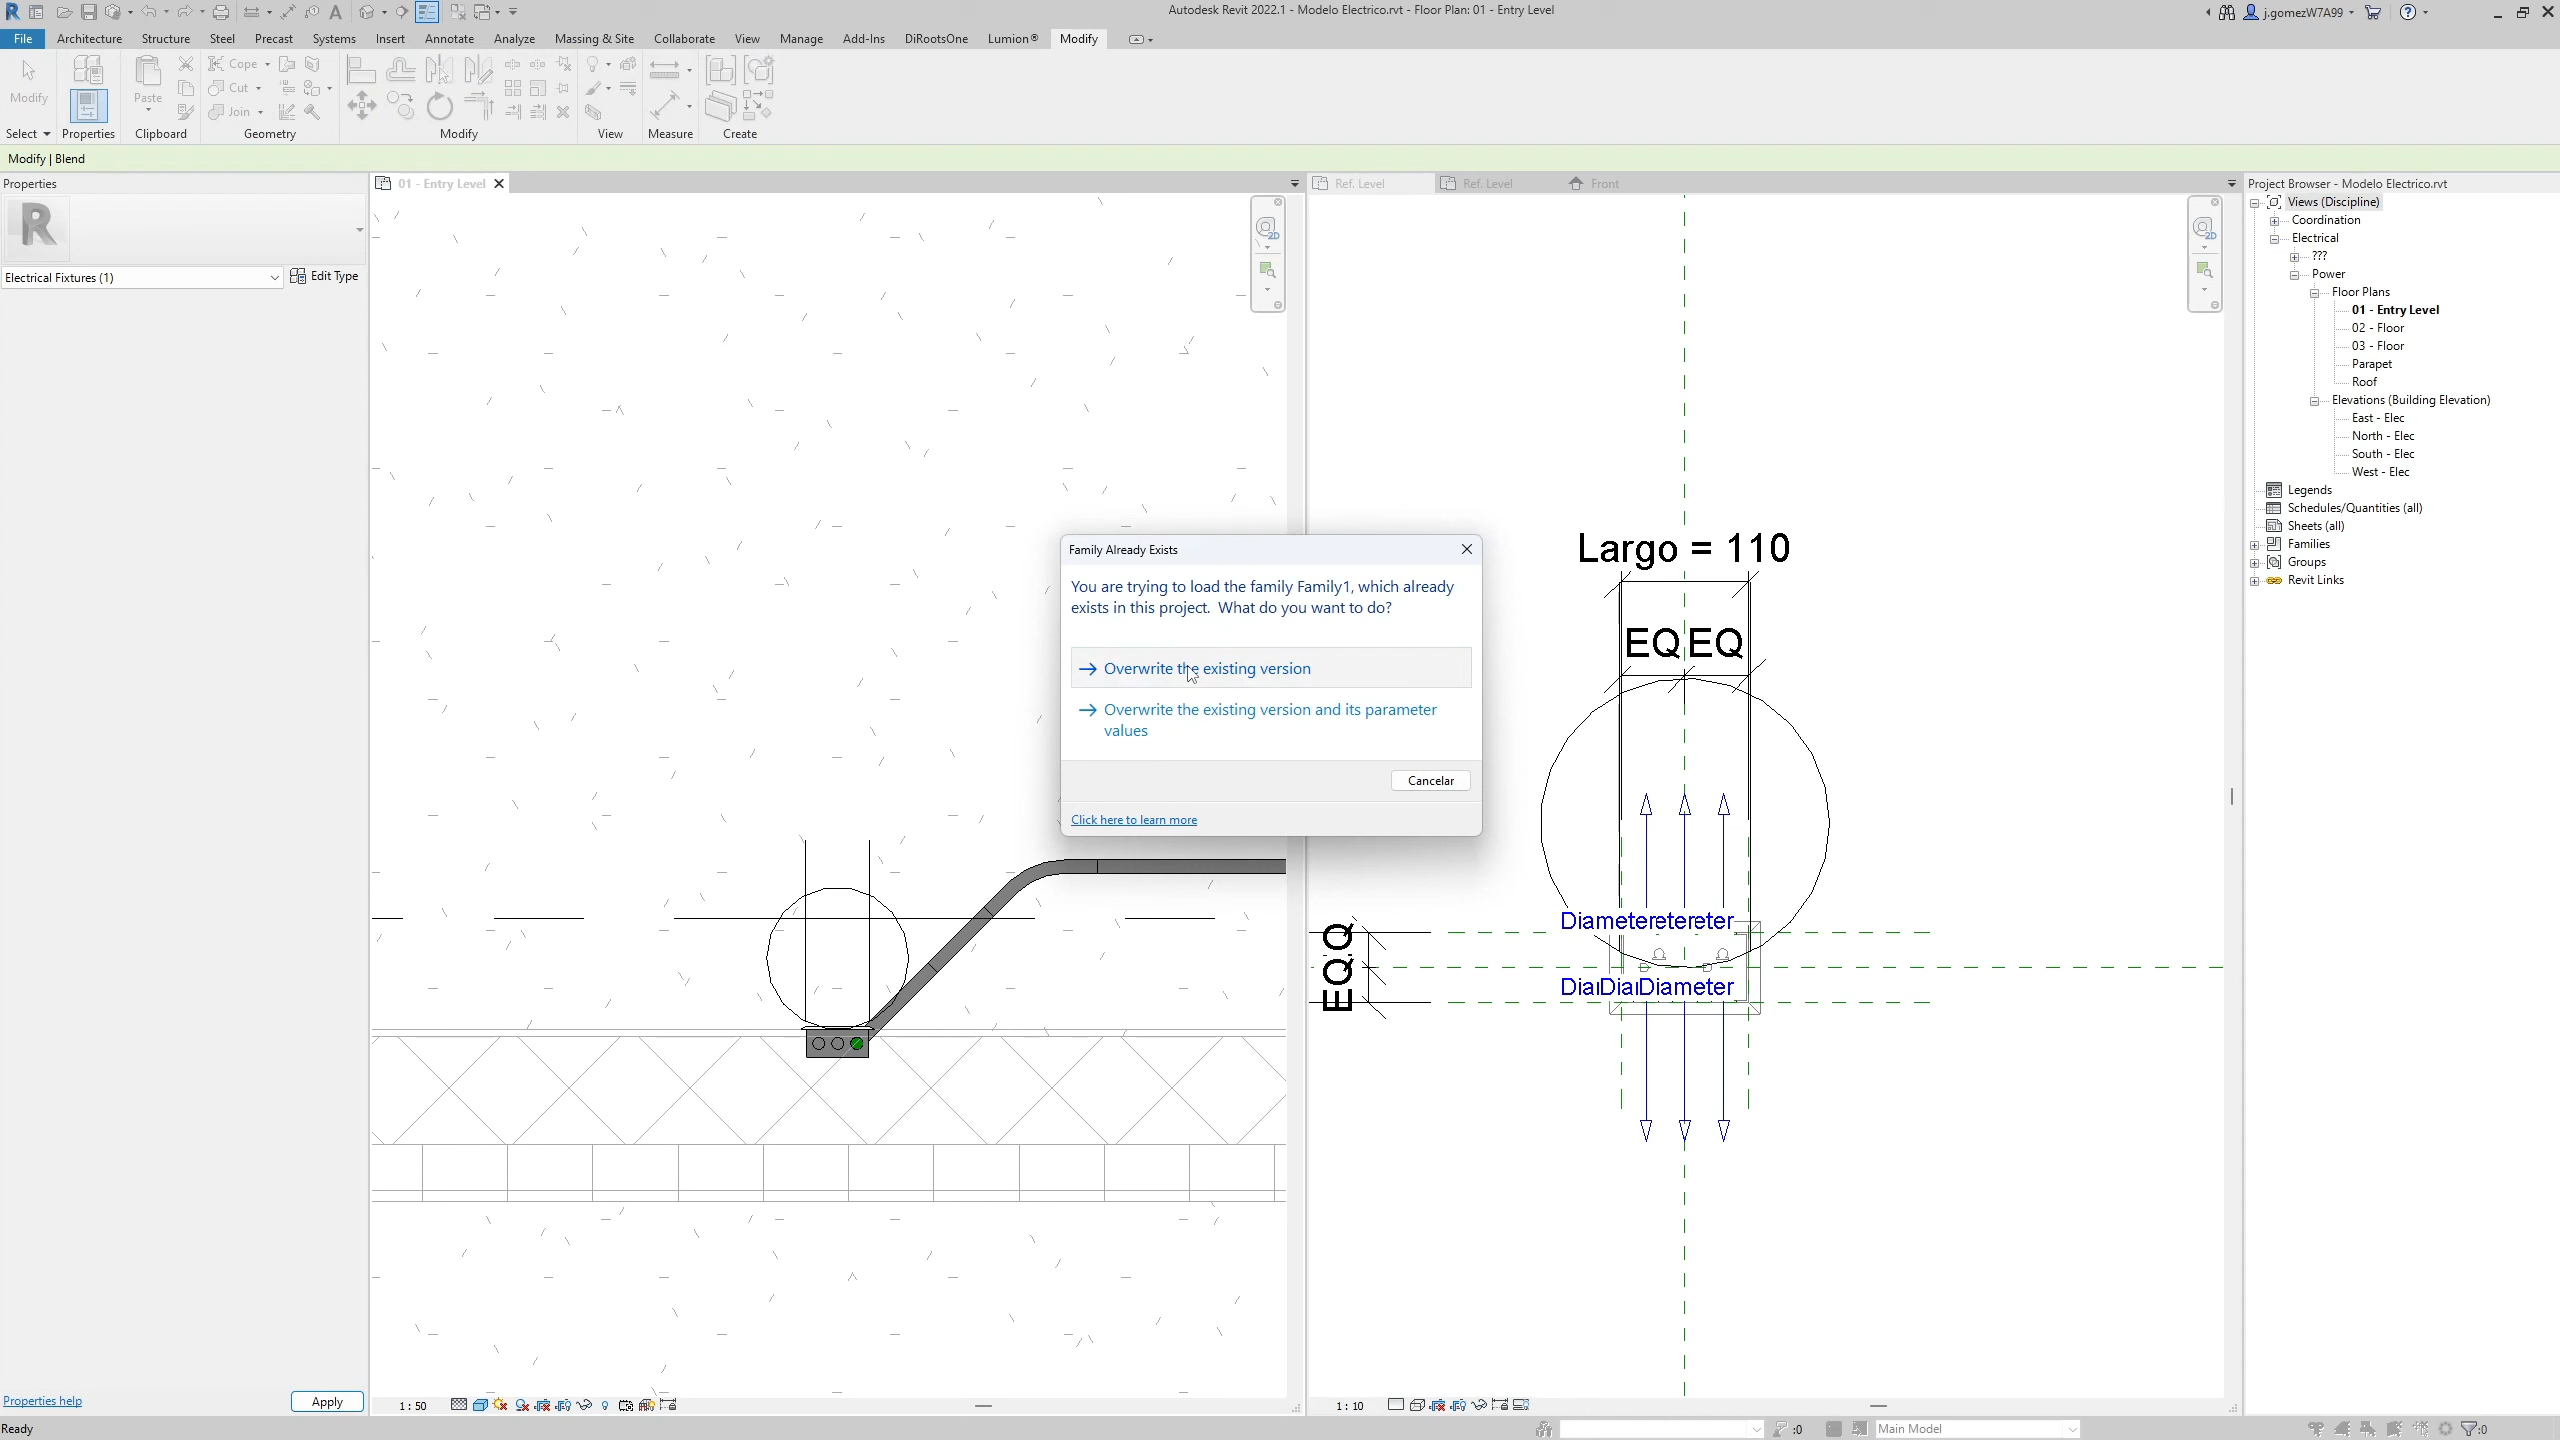 Autodesk Revit 2022.1 - Modelo Electrico.rvt - Floor Plan: 01 - Entry Level
j.gomezW7A99
File Architecture Structure Steel Precast Systems Insert Annotate Analyze Massing & Site Collaborate View Manage Add-Ins DiRootsOne Lumion® Modify
Modify
Paste
Cope
Cut
Join
Select Properties Clipboard Geometry Modify View Measure Create
Modify | Blend
Properties
01 - Entry Level
Ref. Level
Ref. Level
Front
Project Browser - Modelo Electrico.rvt
R
Electrical Fixtures (1)
Edit Type
2D
2D
Views (Discipline)
Coordination
Electrical
???
Power
Floor Plans
01 - Entry Level
02 - Floor
03 - Floor
Parapet
Roof
Elevations (Building Elevation)
East - Elec
North - Elec
South - Elec
West - Elec
Legends
Schedules/Quantities (all)
Sheets (all)
Families
Groups
Revit Links
Family Already Exists
You are trying to load the family Family1, which already
exists in this project. What do you want to do?
Overwrite the existing version
Overwrite the existing version and its parameter
values
Cancelar
Click here to learn more
Largo = 110
EQ EQ
Diameter
EQ
Diameter
Properties help
Apply
1 : 50
1 : 10
Ready
:0
Main Model
:0